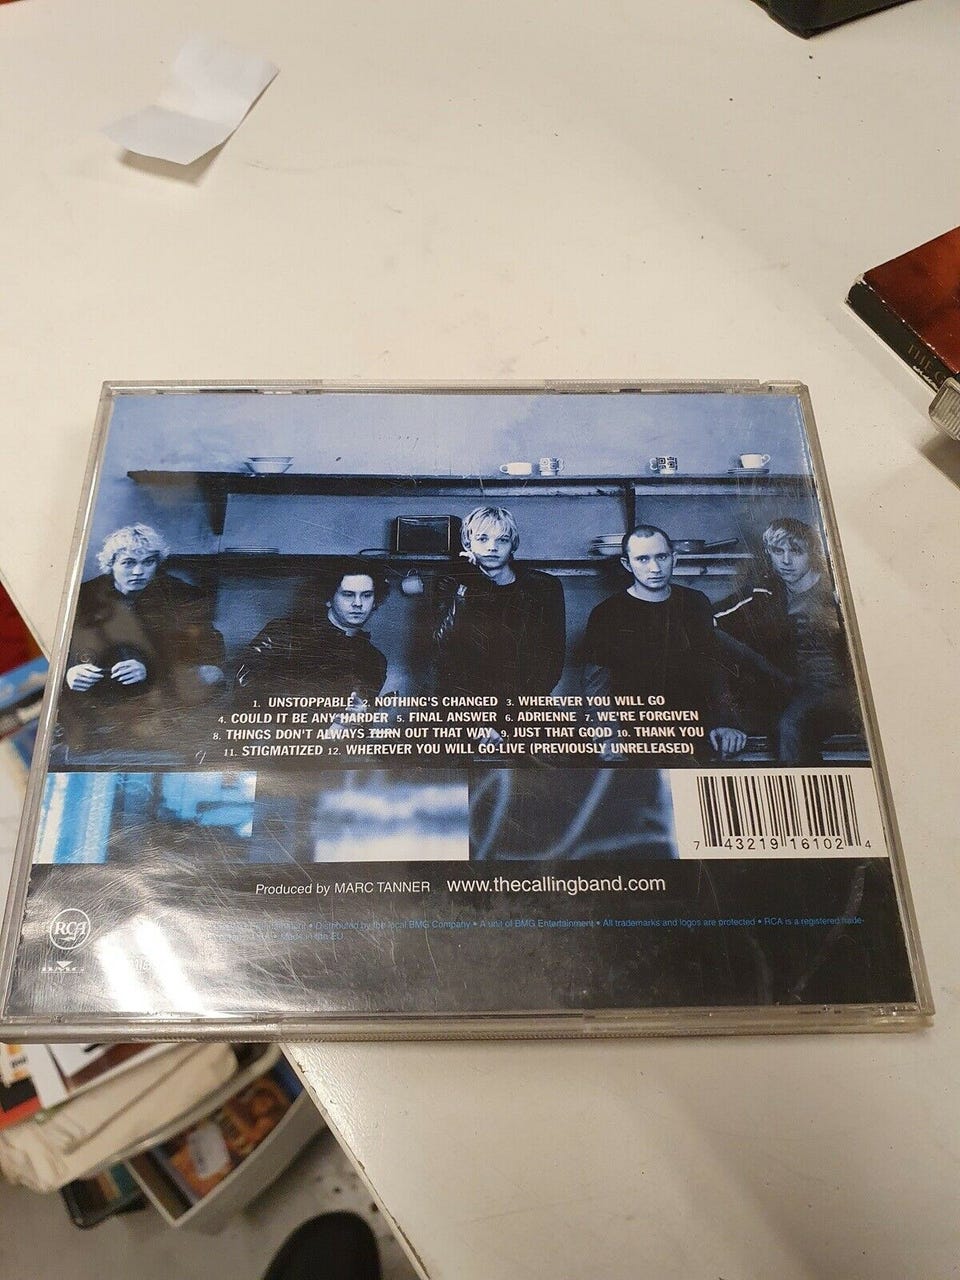 THE C
1. UNSTOPPABLE 2. NOTHING'S CHANGED 3. WHEREVER YOU WILL GO
4. COULD IT BE ANY HARDER 5. FINAL ANSWER 6. ADRIENNE 7. WE'RE FORGIVEN
8. THINGS DON'T ALWAYS TURN OUT THAT WAY 9. JUST THAT GOOD 10. THANK YOU
11. STIGMATIZED 12. WHEREVER YOU WILL GO-LIVE (PREVIOUSLY UNRELEASED)
7 43219 16102 4
Produced by MARC TANNER www.thecallingband.com
RCA
• Distributed by the local BMG Company • A unit of BMG Entertainment • All trademarks and logos are protected • RCA is a registered trade-
• Made in the EU
BMG